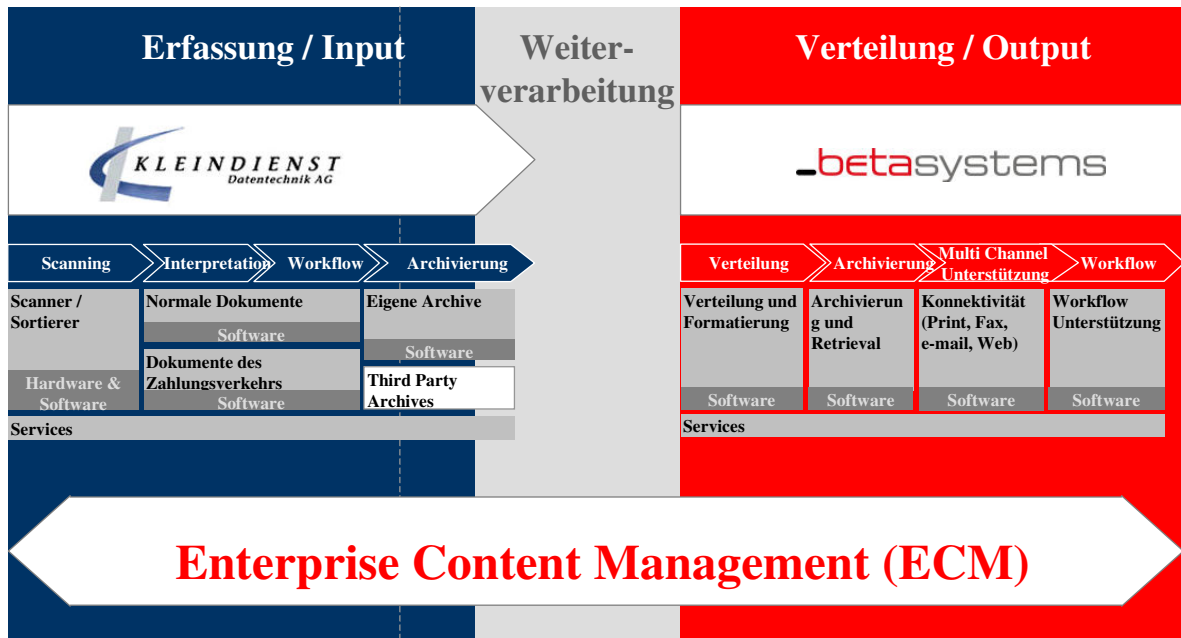 Erfassung / Input
Weiter-
verarbeitung
Verteilung / Output
KLEINDIENST
Datentechnik AG
betasystems
Scanning
Interpretation
Workflow
Archivierung
Verteilung
Archivierung
Multi Channel
Unterstützung
Workflow
Scanner /
Sortierer
Hardware &
Software
Normale Dokumente
Software
Dokumente des
Zahlungsverkehrs
Software
Eigene Archive
Software
Third Party
Archives
Services
Verteilung und
Formatierung
Software
Archivierun
g und
Retrieval
Software
Konnektivität
(Print, Fax,
e-mail, Web)
Software
Workflow
Unterstützung
Software
Services
Enterprise Content Management (ECM)